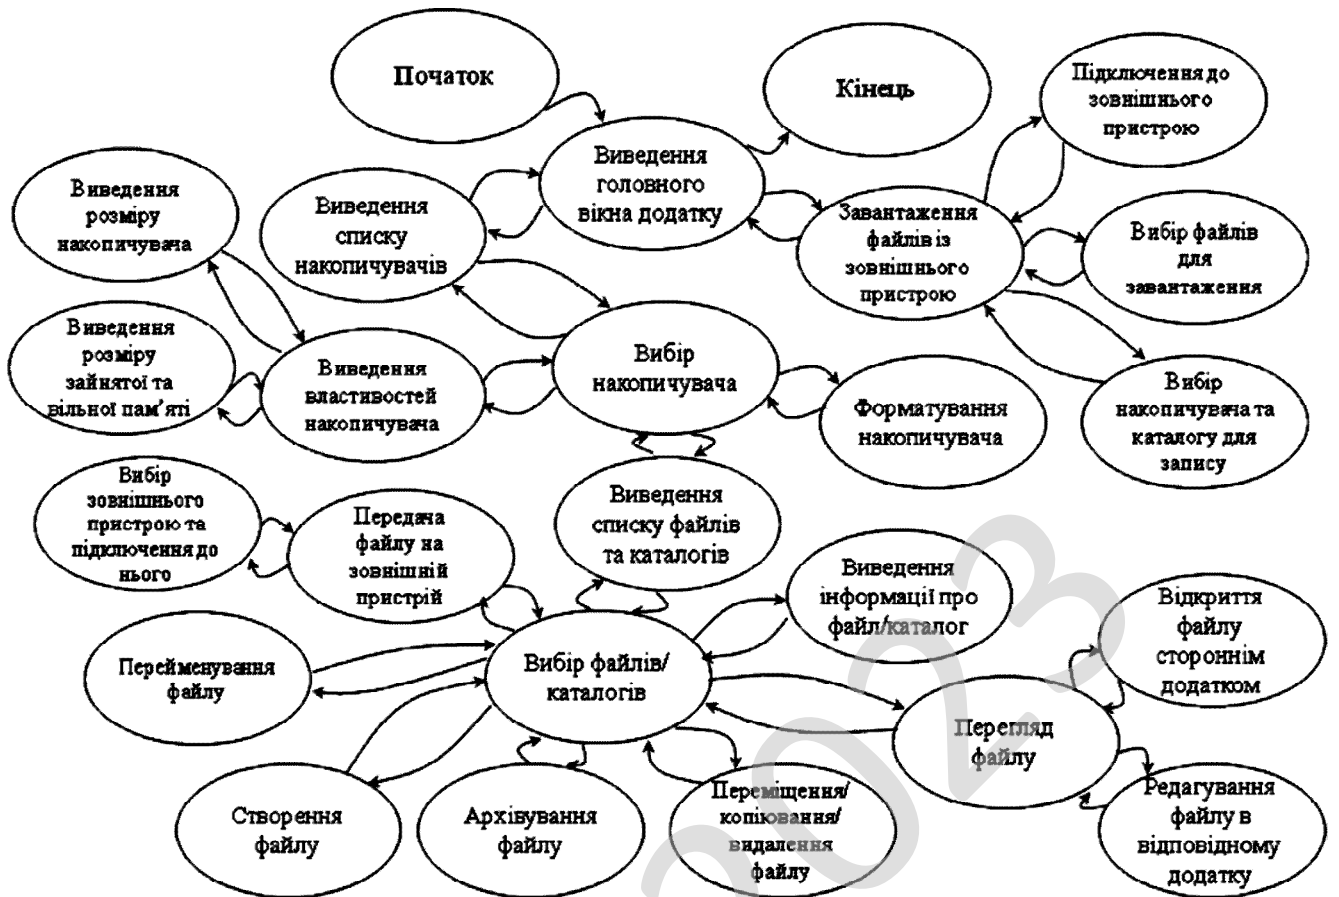 Початок
Кінець
Підключення до
зовнішнього
пристрою
Виведення
головного
вікна додатку
Виведення
розміру
накопичувача
Виведення
списку
накопичувачів
Завантаження
файлів із
зовнішнього
пристрою
Вибір файлів
для
завантаження
Виведення
розміру
зайнятої та
вільної пам'яті
Виведення
властивостей
накопичувача
Вибір
накопичувача
Форматування
накопичувача
Вибір
накопичувача та
каталогу для
запису
Вибір
зовнішнього
пристрою та
підключення до
нього
Передача
файлу на
зовнішній
пристрій
Виведення
списку файлів
та каталогів
Виведення
інформації про
файл/каталог
Відкриття
файлу
стороннім
додатком
Перейменування
файлу
Вибір файлів/
каталогів
Перегляд
файлу
Створення
файлу
Архівування
файлу
Переміщення/
копіювання/
видалення
файлу
Редагування
файлу в
відповідному
додатку
2023